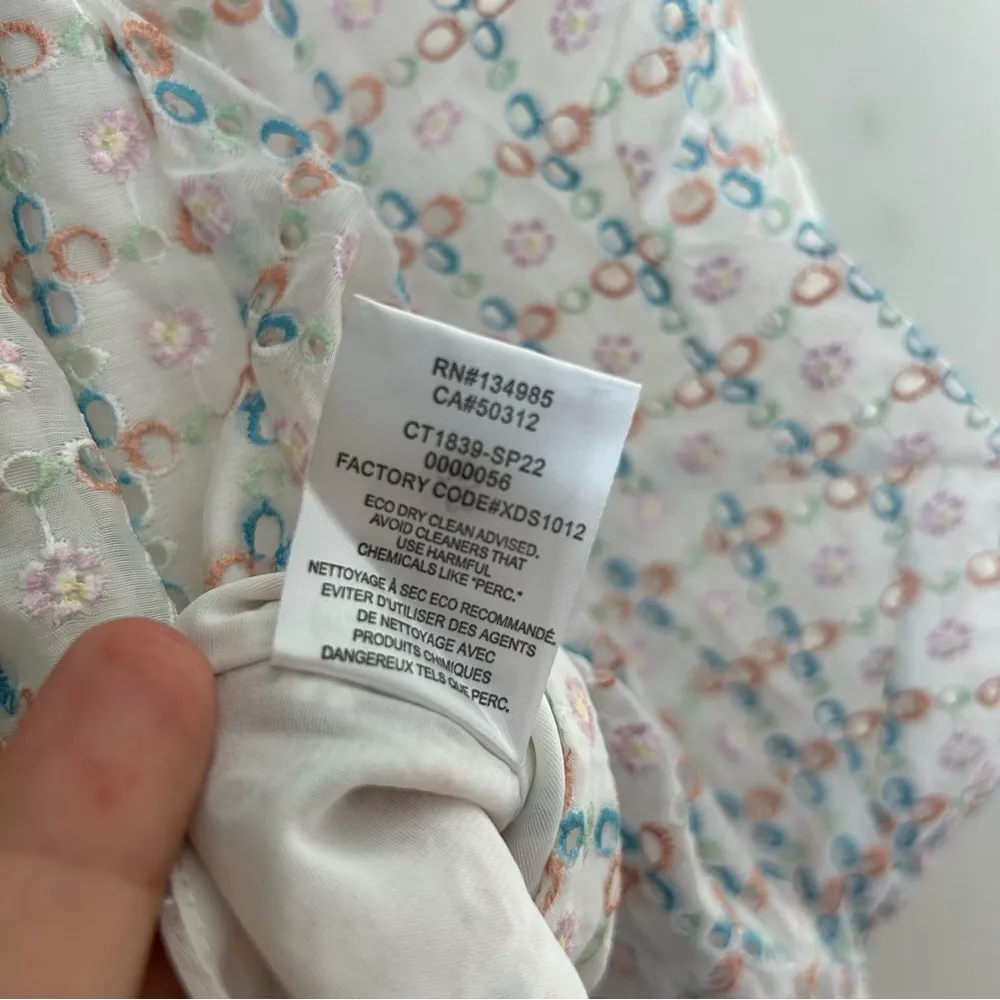 RN#134985
CA#50312
CT1839-SP22
0000056
FACTORY CODE#XDS1012
ECO DRY CLEAN ADVISED.
AVOID CLEANERS THAT
USE HARMFUL
CHEMICALS LIKE "PERC."
NETTOYAGE À SEC ECO RECOMMANDÉ.
EVITER D'UTILISER DES AGENTS
DE NETTOYAGE AVEC
PRODUITS CHIMIQUES
DANGEREUX TELS QUE PERC.